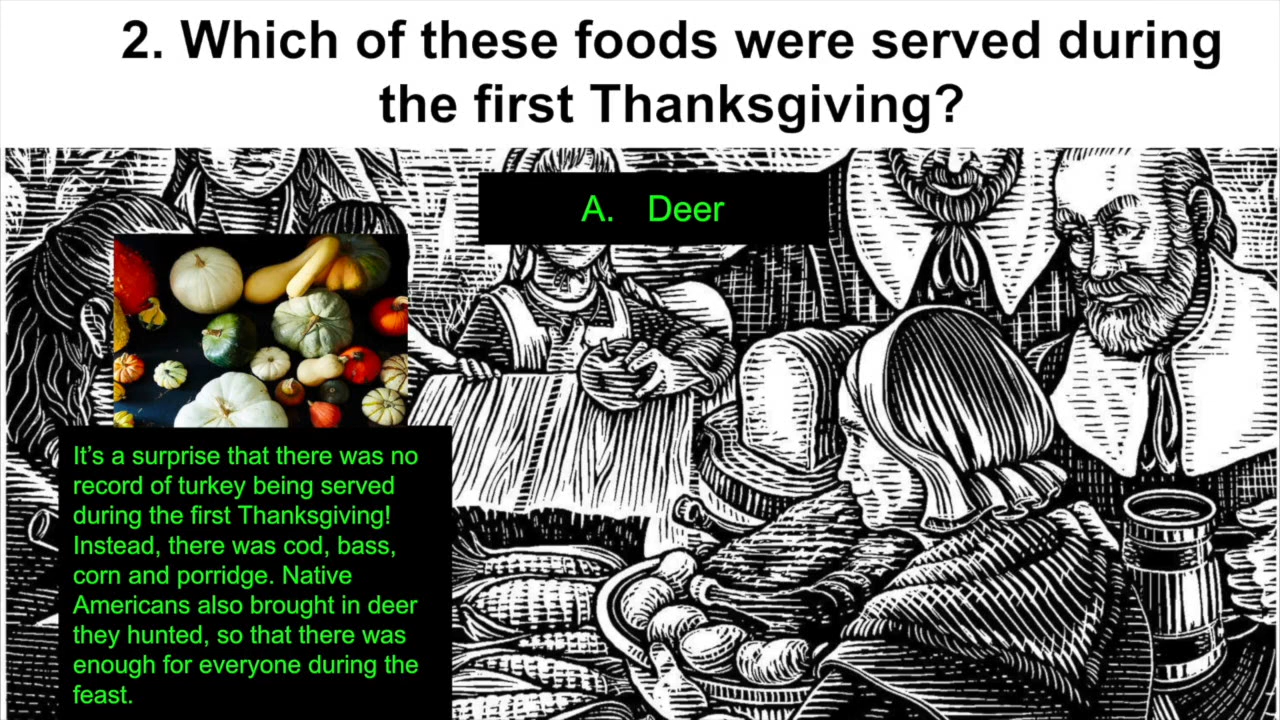 2. Which of these foods were served during
the first Thanksgiving?
A. Deer
It's a surprise that there was no
record of turkey being served
during the first Thanksgiving!
Instead, there was cod, bass,
corn and porridge. Native
Americans also brought in deer
they hunted, so that there was
enough for everyone during the
feast.